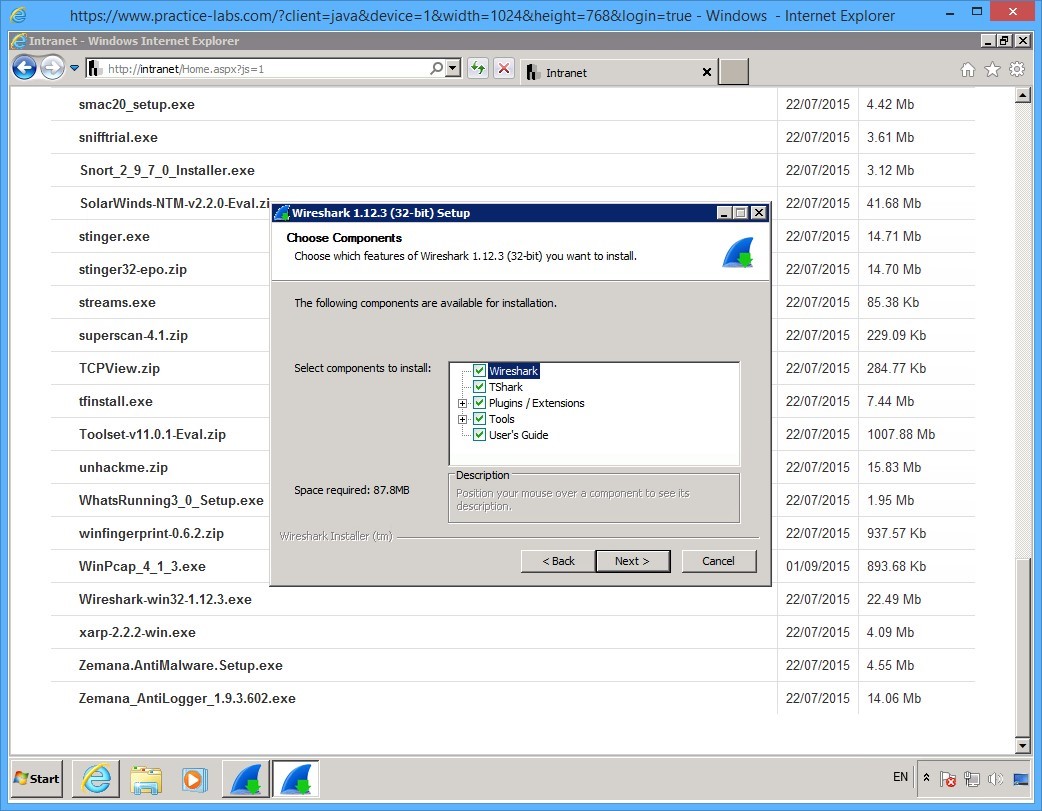 https://www.practice-labs.com/?client=java&device=1&width=1024&height=768&login=true - Windows - Internet Explorer
Intranet - Windows Internet Explorer
http://intranet/Home.aspx?js=1
Intranet
smac20_setup.exe 22/07/2015 4.42 Mb
snifftrial.exe 22/07/2015 3.61 Mb
Snort_2_9_7_0_Installer.exe 22/07/2015 3.12 Mb
SolarWinds-NTM-v2.2.0-Eval.zi 22/07/2015 41.68 Mb
stinger.exe 22/07/2015 14.71 Mb
stinger32-epo.zip 22/07/2015 14.70 Mb
streams.exe 22/07/2015 85.38 Kb
superscan-4.1.zip 22/07/2015 229.09 Kb
TCPView.zip 22/07/2015 284.77 Kb
tfinstall.exe 22/07/2015 7.44 Mb
Toolset-v11.0.1-Eval.zip 22/07/2015 1007.88 Mb
unhackme.zip 22/07/2015 15.83 Mb
WhatsRunning3_0_Setup.exe 22/07/2015 1.95 Mb
winfingerprint-0.6.2.zip 22/07/2015 937.57 Kb
WinPcap_4_1_3.exe 01/09/2015 893.68 Kb
Wireshark-win32-1.12.3.exe 22/07/2015 22.49 Mb
xarp-2.2.2-win.exe 22/07/2015 4.09 Mb
Zemana.AntiMalware.Setup.exe 22/07/2015 4.55 Mb
Zemana_AntiLogger_1.9.3.602.exe 22/07/2015 14.06 Mb
Wireshark 1.12.3 (32-bit) Setup
Choose Components
Choose which features of Wireshark 1.12.3 (32-bit) you want to install.
The following components are available for installation.
Select components to install:
Wireshark
TShark
Plugins / Extensions
Tools
User's Guide
Space required: 87.8MB
Description
Position your mouse over a component to see its
description.
Wireshark Installer (tm)
< Back
Next >
Cancel
Start
EN